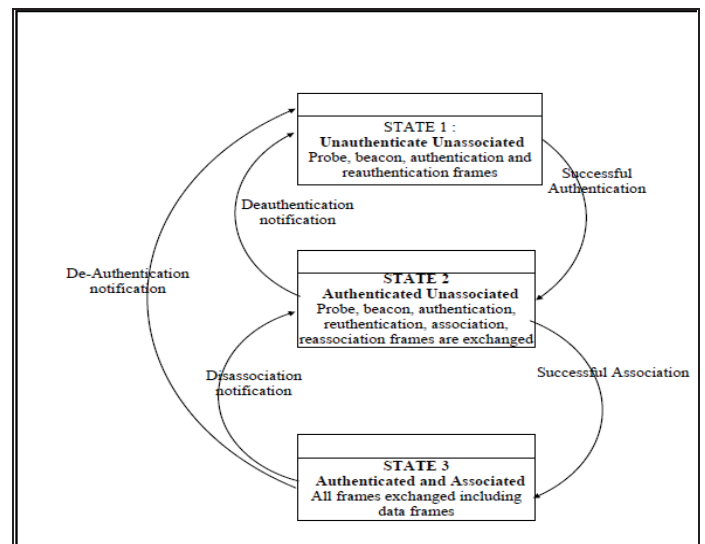 STATE 1 :
Unauthenticate Unassociated
Probe, beacon, authentication and
reauthentication frames
Successful
Authentication
Deauthentication
notification
De-Authentication
notification
STATE 2
Authenticated Unassociated
Probe, beacon, authentication,
reuthentication, association,
reassociation frames are exchanged
Disassociation
notification
Successful Association
STATE 3
Authenticated and Associated
All frames exchanged including
data frames